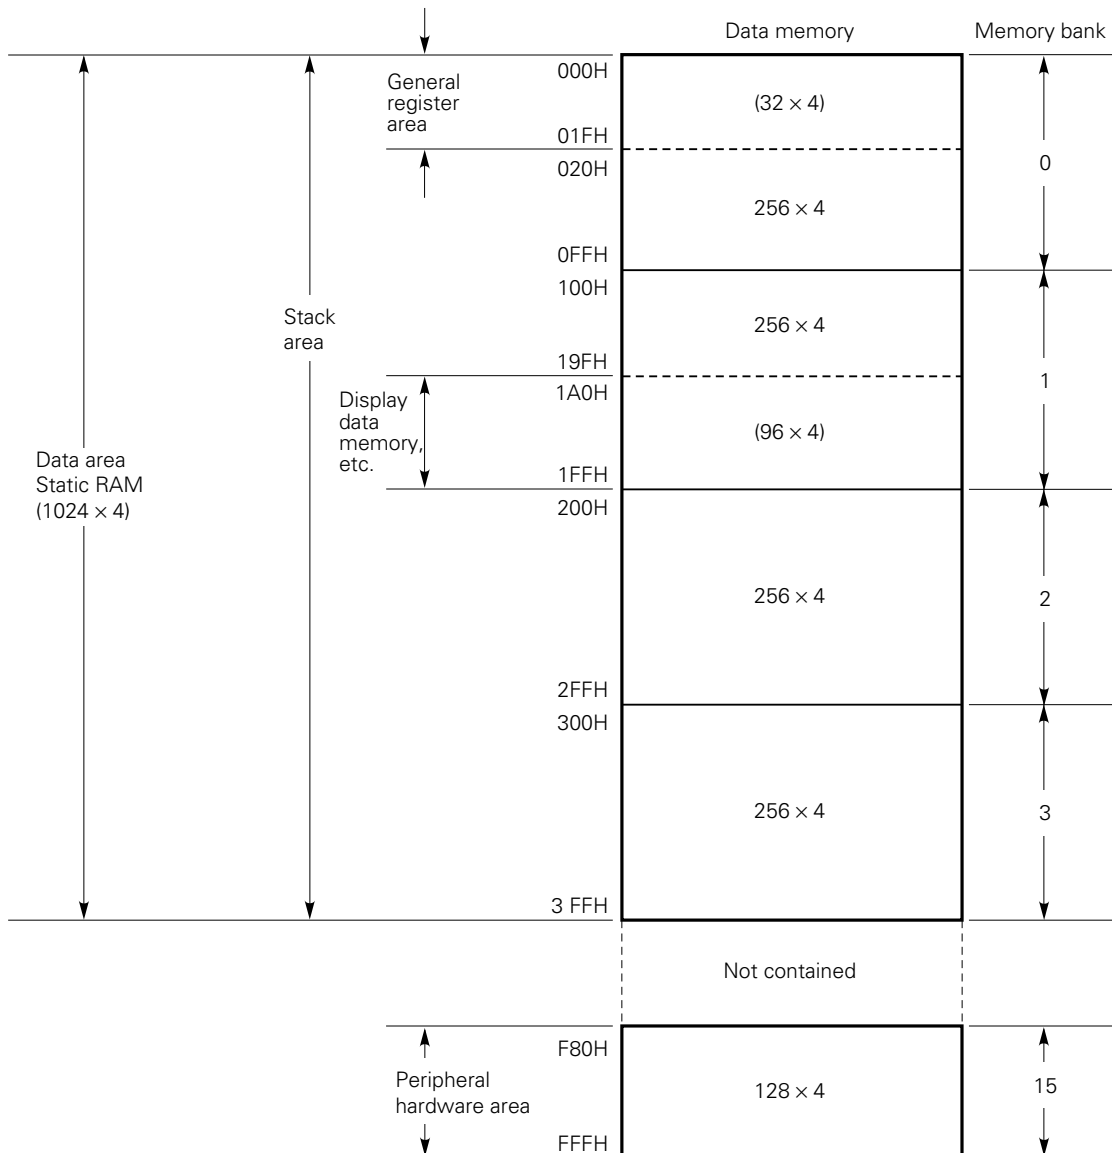 Data memory
Memory bank
000H
General
register
area
(32 × 4)
01FH
020H
0
256 × 4
0FFH
100H
Stack
area
256 × 4
19FH
1A0H
1
Display
data
memory,
etc.
(96 × 4)
1FFH
Data area
Static RAM
(1024 × 4)
200H
256 × 4
2
2FFH
300H
256 × 4
3
3 FFH
Not contained
F80H
Peripheral
hardware area
128 × 4
15
FFFH